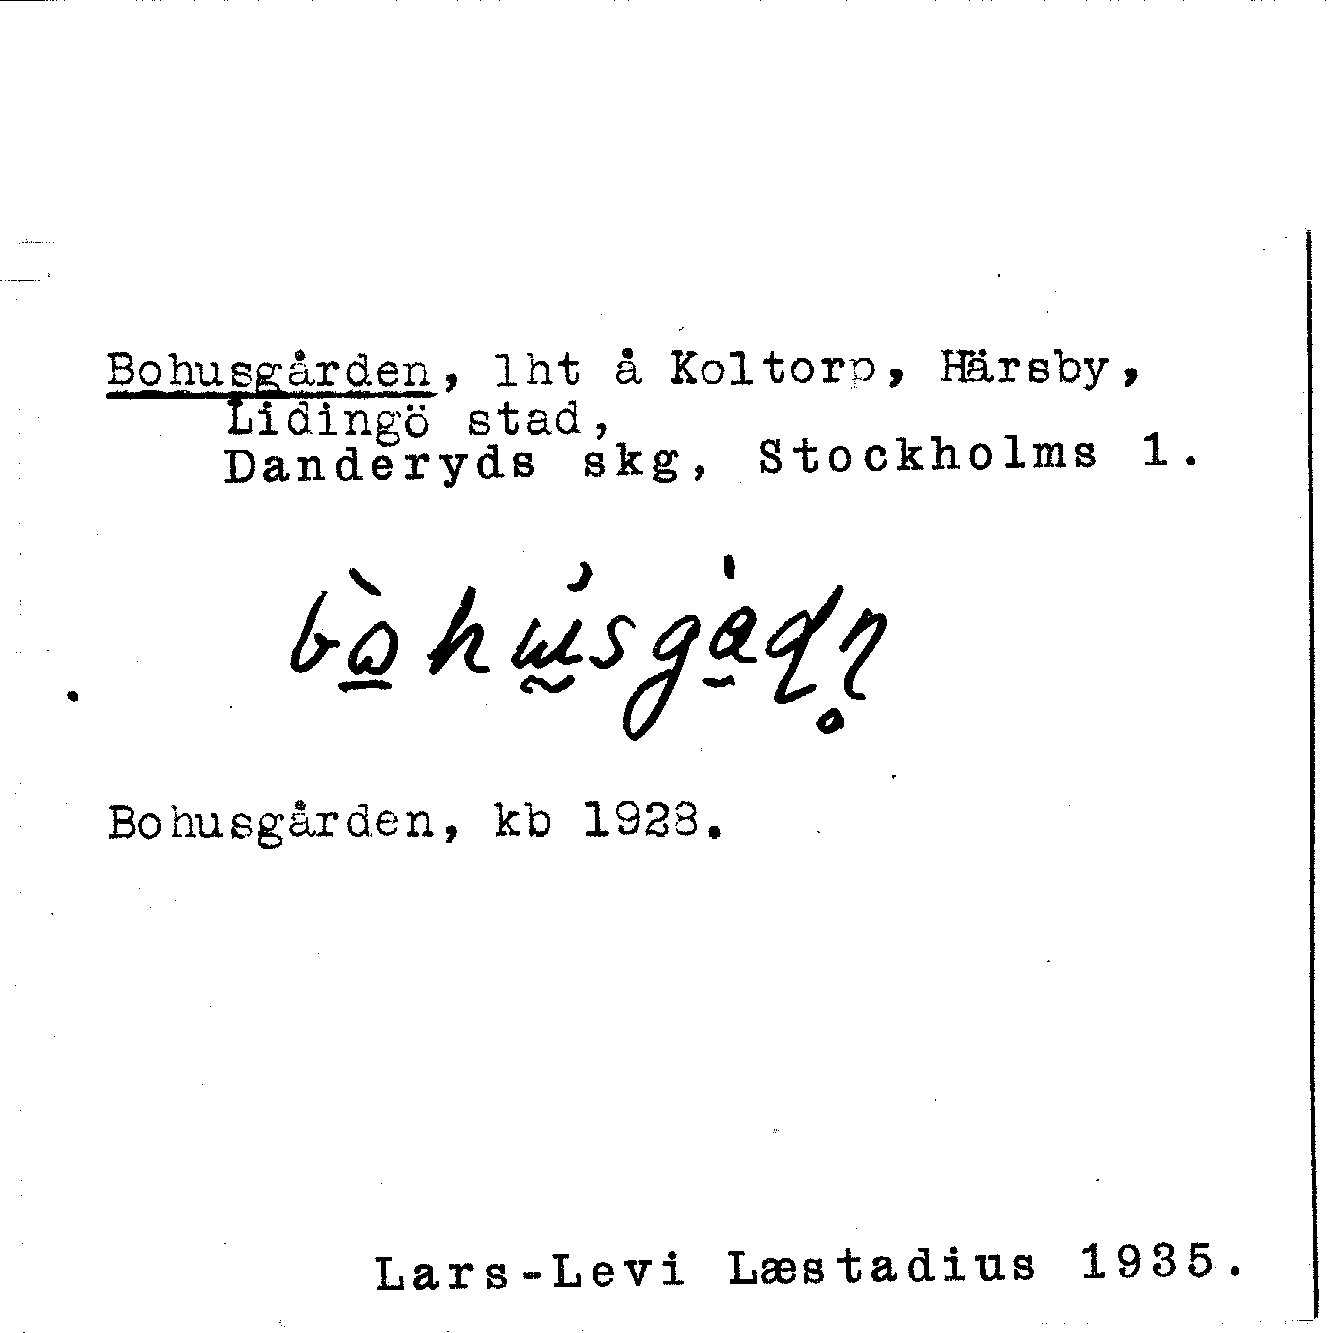 Bohusgården, lht å Koltorp, Härsby,
Lidingö stad,
Danderyds skg, Stockholms l.
Bohusgården, kb 1928.
Lars-Levi Læstadius 1935.